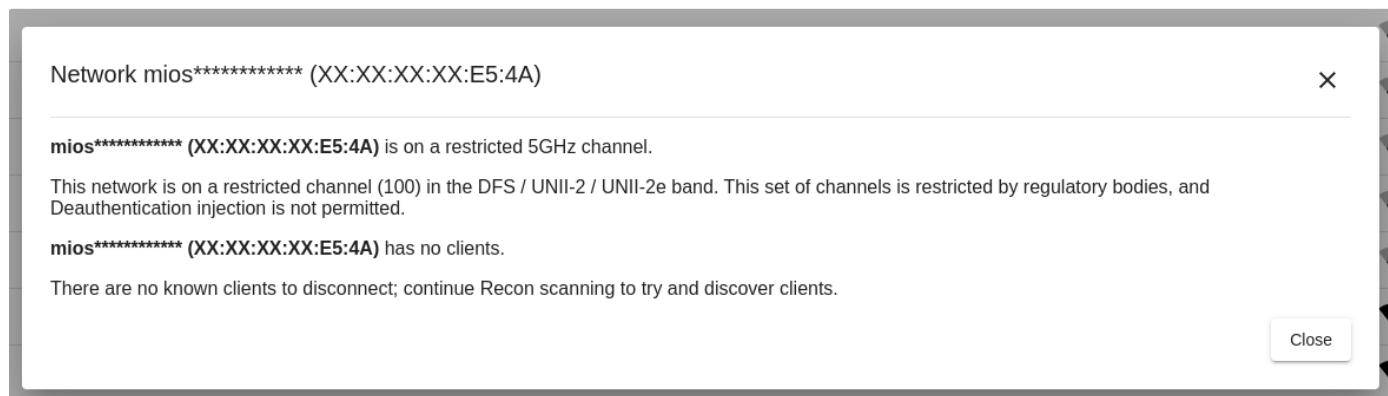 Network mios************ (XX:XX:XX:XX:E5:4A)
mios************ (XX:XX:XX:XX:E5:4A) is on a restricted 5GHz channel.
This network is on a restricted channel (100) in the DFS / UNII-2 / UNII-2e band. This set of channels is restricted by regulatory bodies, and
Deauthentication injection is not permitted.
mios************ (XX:XX:XX:XX:E5:4A) has no clients.
There are no known clients to disconnect; continue Recon scanning to try and discover clients.
Close